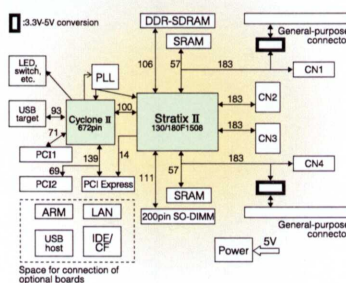 :3.3V-5V conversion
DDR-SDRAM
SRAM
General-purpose
connector
LED,
switch,
etc.
PLL
106
57
183
CN1
USB
target
93
Cyclone II
672pin
100
Stratix II
130/180F1508
183
CN2
71
183
CN3
PCI1
139
14
183
CN4
69
111
57
PCI2
PCI Express
SRAM
200pin SO-DIMM
General-purpose
connector
ARM
LAN
USB
host
IDE/
CF
Power
5V
Space for connection of
optional boards